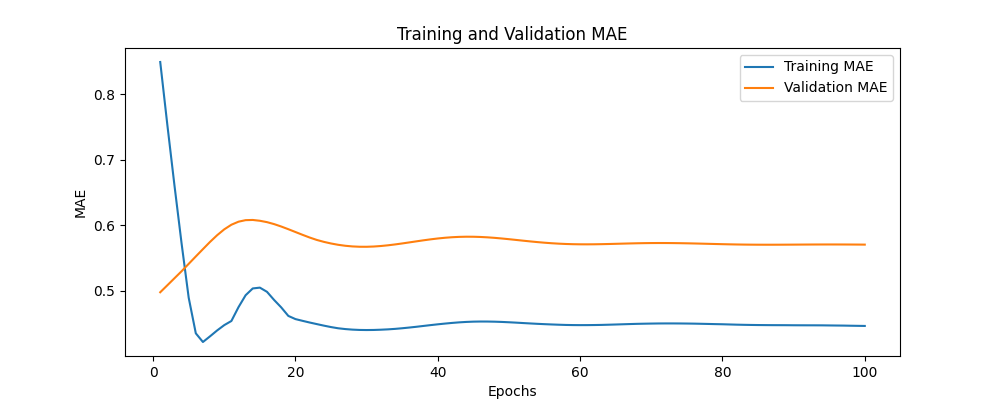 Training and Validation MAE
Training MAE
Validation MAE
MAE
0.8
0.7
0.6
0.5
0 20 40 60 80 100
Epochs